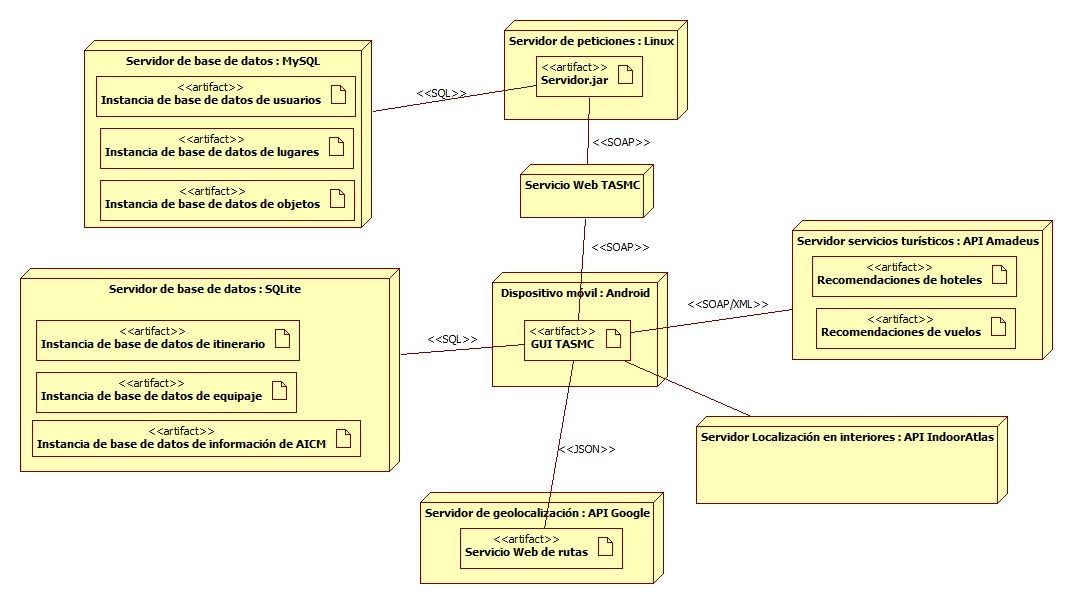 Servidor de peticiones : Linux
<<artifact>>
Servidor.jar
Servidor de base de datos : MySQL
<<artifact>>
Instancia de base de datos de usuarios
<<artifact>>
Instancia de base de datos de lugares
<<artifact>>
Instancia de base de datos de objetos
<<SQL>>
<<SOAP>>
Servicio Web TASMC
<<SOAP>>
Servidor servicios turísticos : API Amadeus
<<artifact>>
Recomendaciones de hoteles
<<artifact>>
Recomendaciones de vuelos
Servidor de base de datos : SQLite
<<artifact>>
Instancia de base de datos de itinerario
<<artifact>>
Instancia de base de datos de equipaje
<<artifact>>
Instancia de base de datos de información de AICM
<<SQL>>
Dispositivo móvil : Android
<<artifact>>
GUI TASMC
<<SOAP/XML>>
Servidor Localización en interiores : API IndoorAtlas
<<JSON>>
Servidor de geolocalización : API Google
<<artifact>>
Servicio Web de rutas